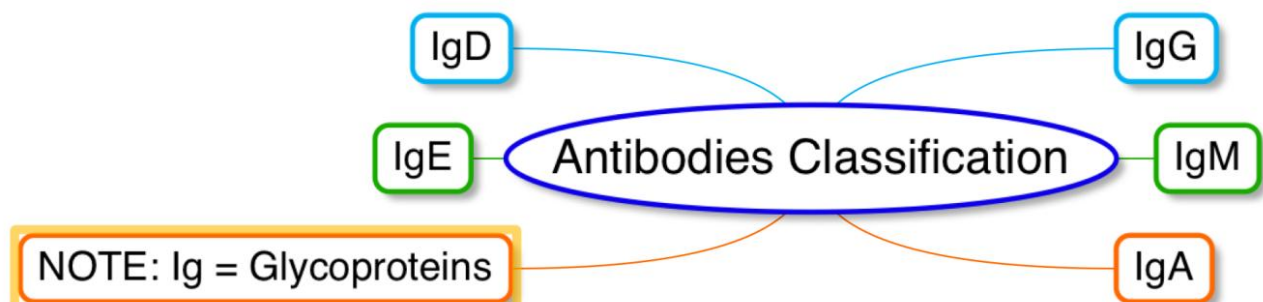 IgD
IgG
IgE
Antibodies Classification
IgM
NOTE: Ig = Glycoproteins
IgA